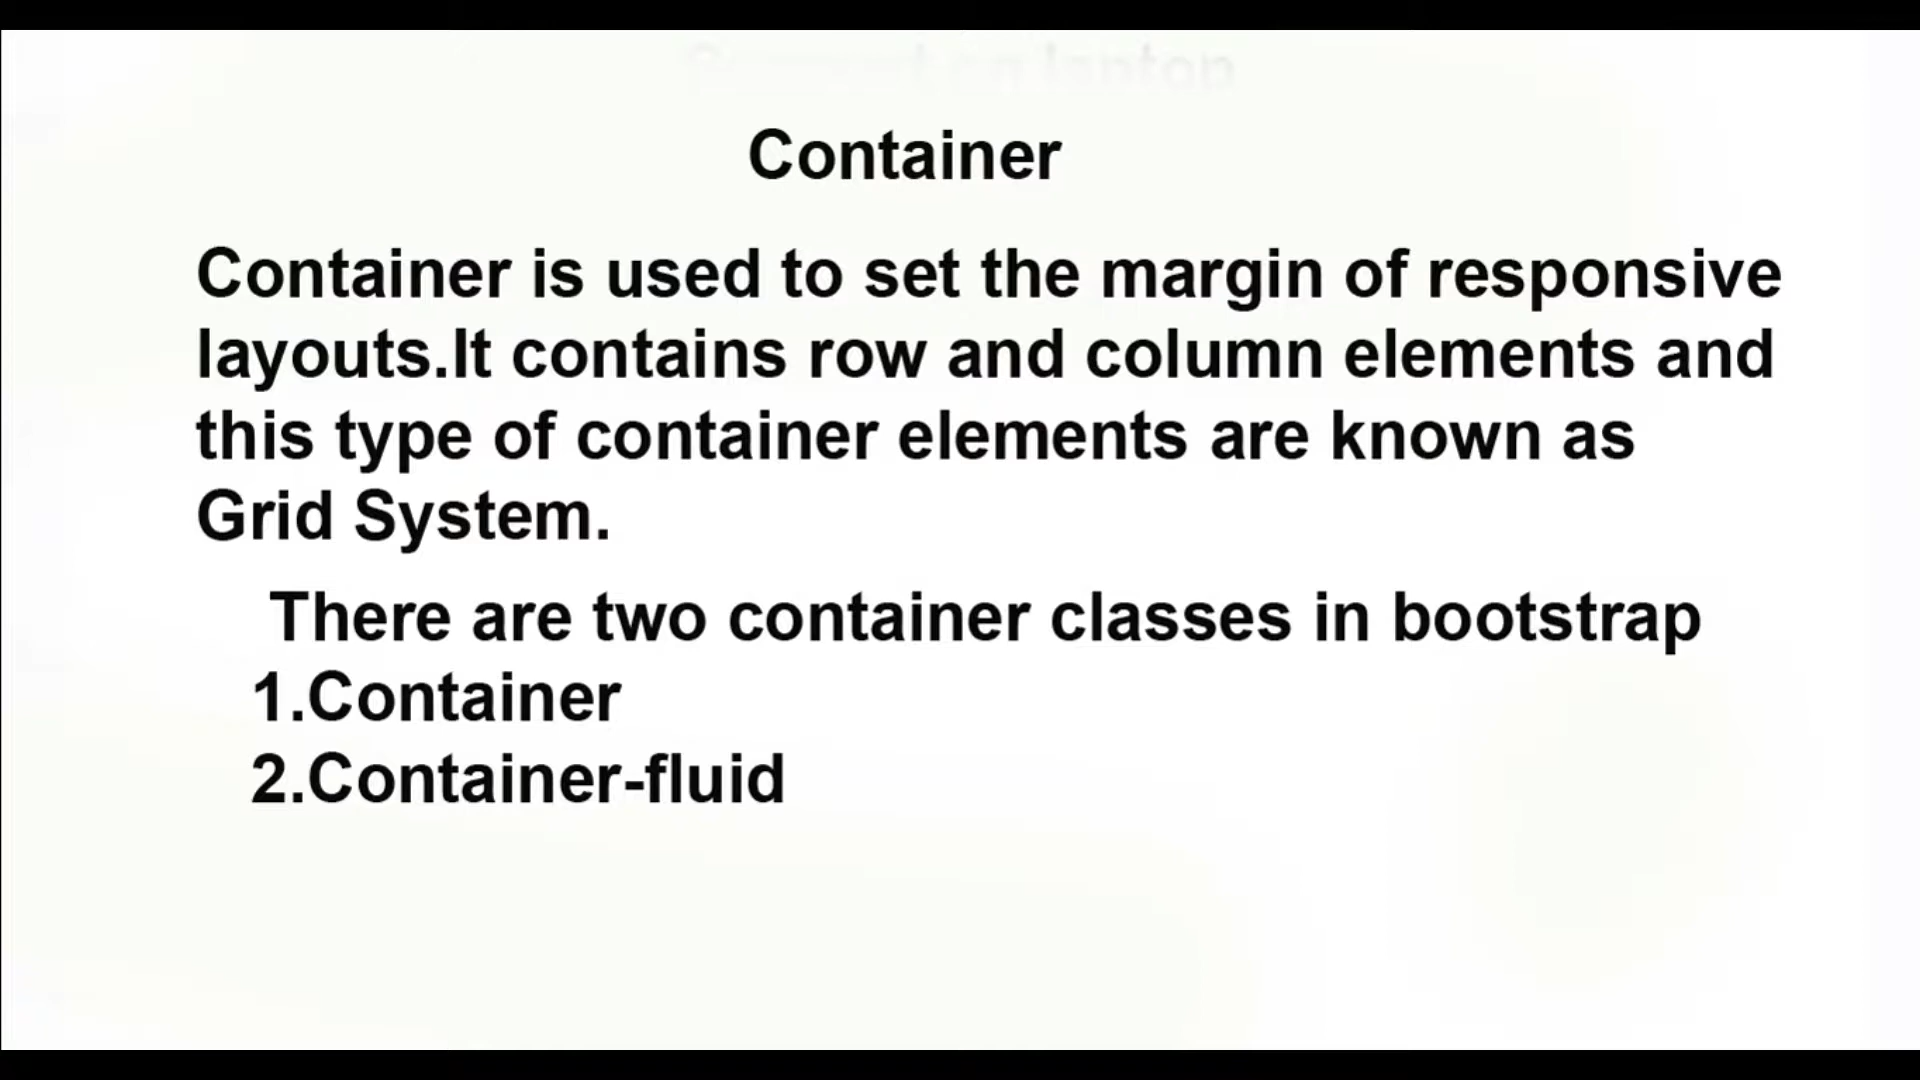 Container
Container is used to set the margin of responsive
layouts.It contains row and column elements and
this type of container elements are known as
Grid System.
There are two container classes in bootstrap
1.Container
2.Container-fluid